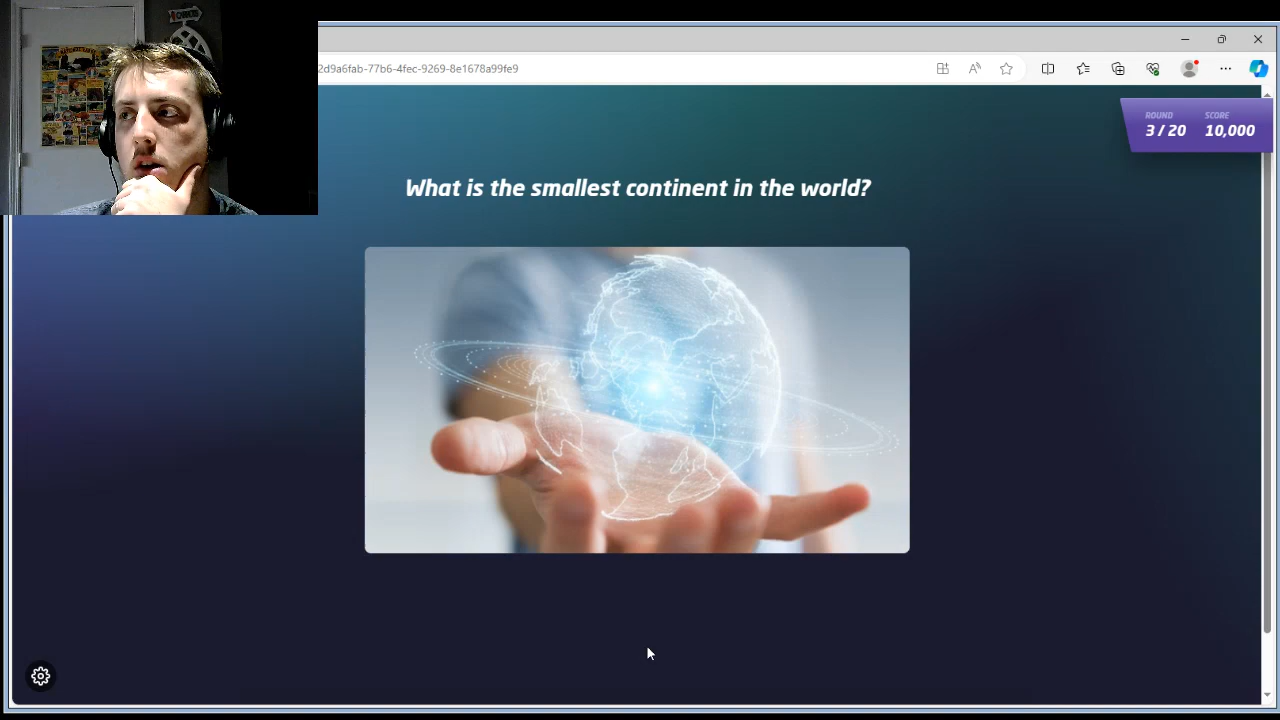 2d9a6fab-77b6-4fec-9269-8e1678a99fe9
ROUND SCORE
3 / 20 10,000
What is the smallest continent in the world?